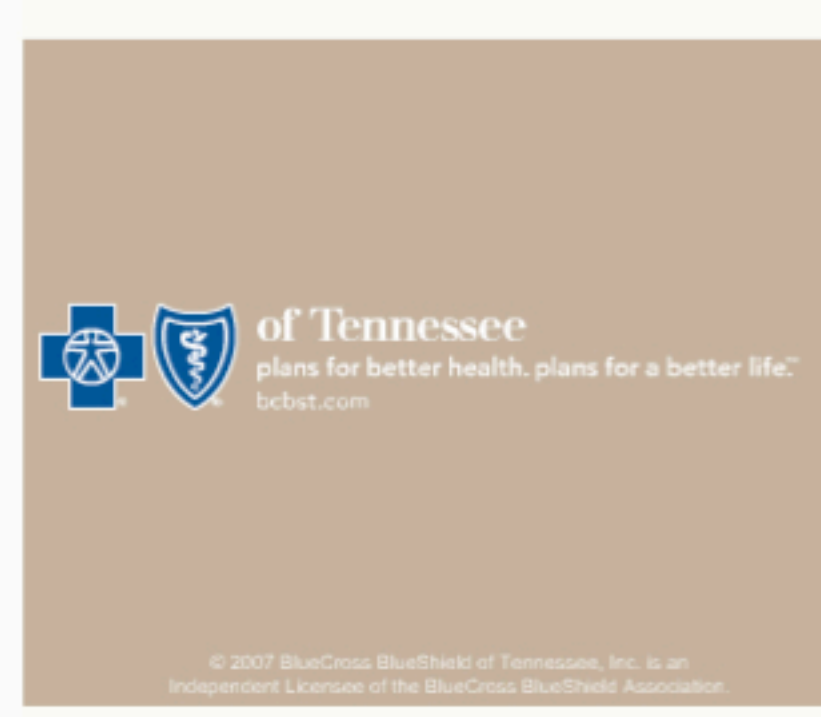 of Tennessee
plans for better health. plans for a better life.℠
bcbst.com
© 2007 BlueCross BlueShield of Tennessee, Inc. is an
Independent Licensee of the BlueCross BlueShield Association.